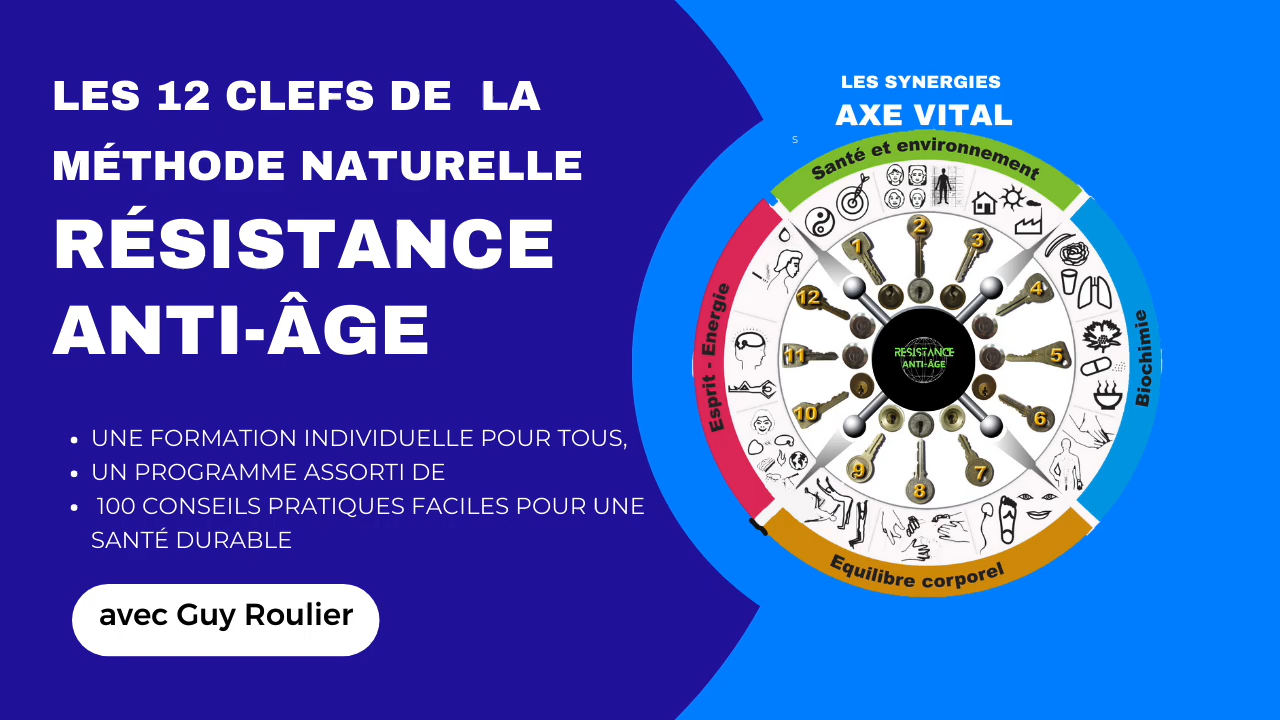 LES 12 CLEFS DE LA
MÉTHODE NATURELLE
RÉSISTANCE
ANTI-ÂGE
UNE FORMATION INDIVIDUELLE POUR TOUS,
UN PROGRAMME ASSORTI DE
100 CONSEILS PRATIQUES FACILES POUR UNE
SANTÉ DURABLE
avec Guy Roulier
LES SYNERGIES
AXE VITAL
S
Santé et environnement
Biochimie
Equilibre corporel
Esprit - Energie
1
2
3
4
5
6
7
8
9
10
11
12
RESISTANCE
ANTI-ÂGE